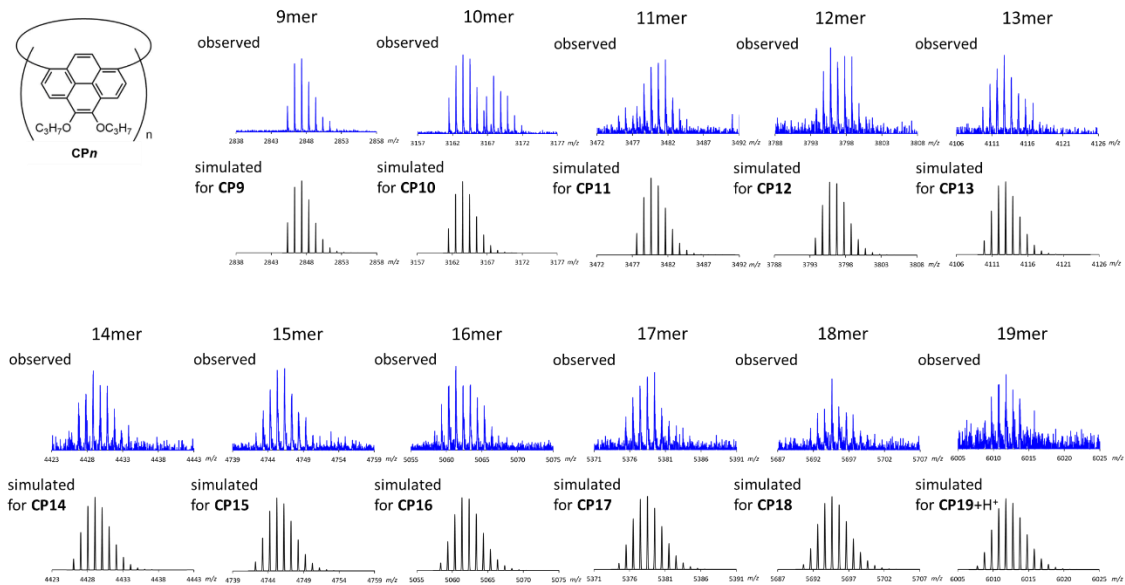 9mer 10mer 11mer 12mer 13mer
observed observed observed observed observed
C3H7O OC3H7 n
CPn
2838 2843 2848 2853 2858 m/z 3157 3162 3167 3172 3177 m/z 3472 3477 3482 3487 3492 m/z 3788 3793 3798 3803 3808 m/z 4106 4111 4116 4121 4126 m/z
simulated simulated simulated simulated simulated
for CP9 for CP10 for CP11 for CP12 for CP13
2838 2843 2848 2853 2858 m/z 3157 3162 3167 3172 3177 m/z 3472 3477 3482 3487 3492 m/z 3788 3793 3798 3803 3808 m/z 4106 4111 4116 4121 4126 m/z
14mer 15mer 16mer 17mer 18mer 19mer
observed observed observed observed observed observed
4423 4428 4433 4438 4443 m/z 4739 4744 4749 4754 4759 m/z 5055 5060 5065 5070 5075 m/z 5371 5376 5381 5386 5391 m/z 5687 5692 5697 5702 5707 m/z 6005 6010 6015 6020 6025 m/z
simulated simulated simulated simulated simulated simulated
for CP14 for CP15 for CP16 for CP17 for CP18 for CP19+H⁺
4423 4428 4433 4438 4443 m/z 4739 4744 4749 4754 4759 m/z 5055 5060 5065 5070 5075 m/z 5371 5376 5381 5386 5391 m/z 5687 5692 5697 5702 5707 m/z 6005 6010 6015 6020 6025 m/z